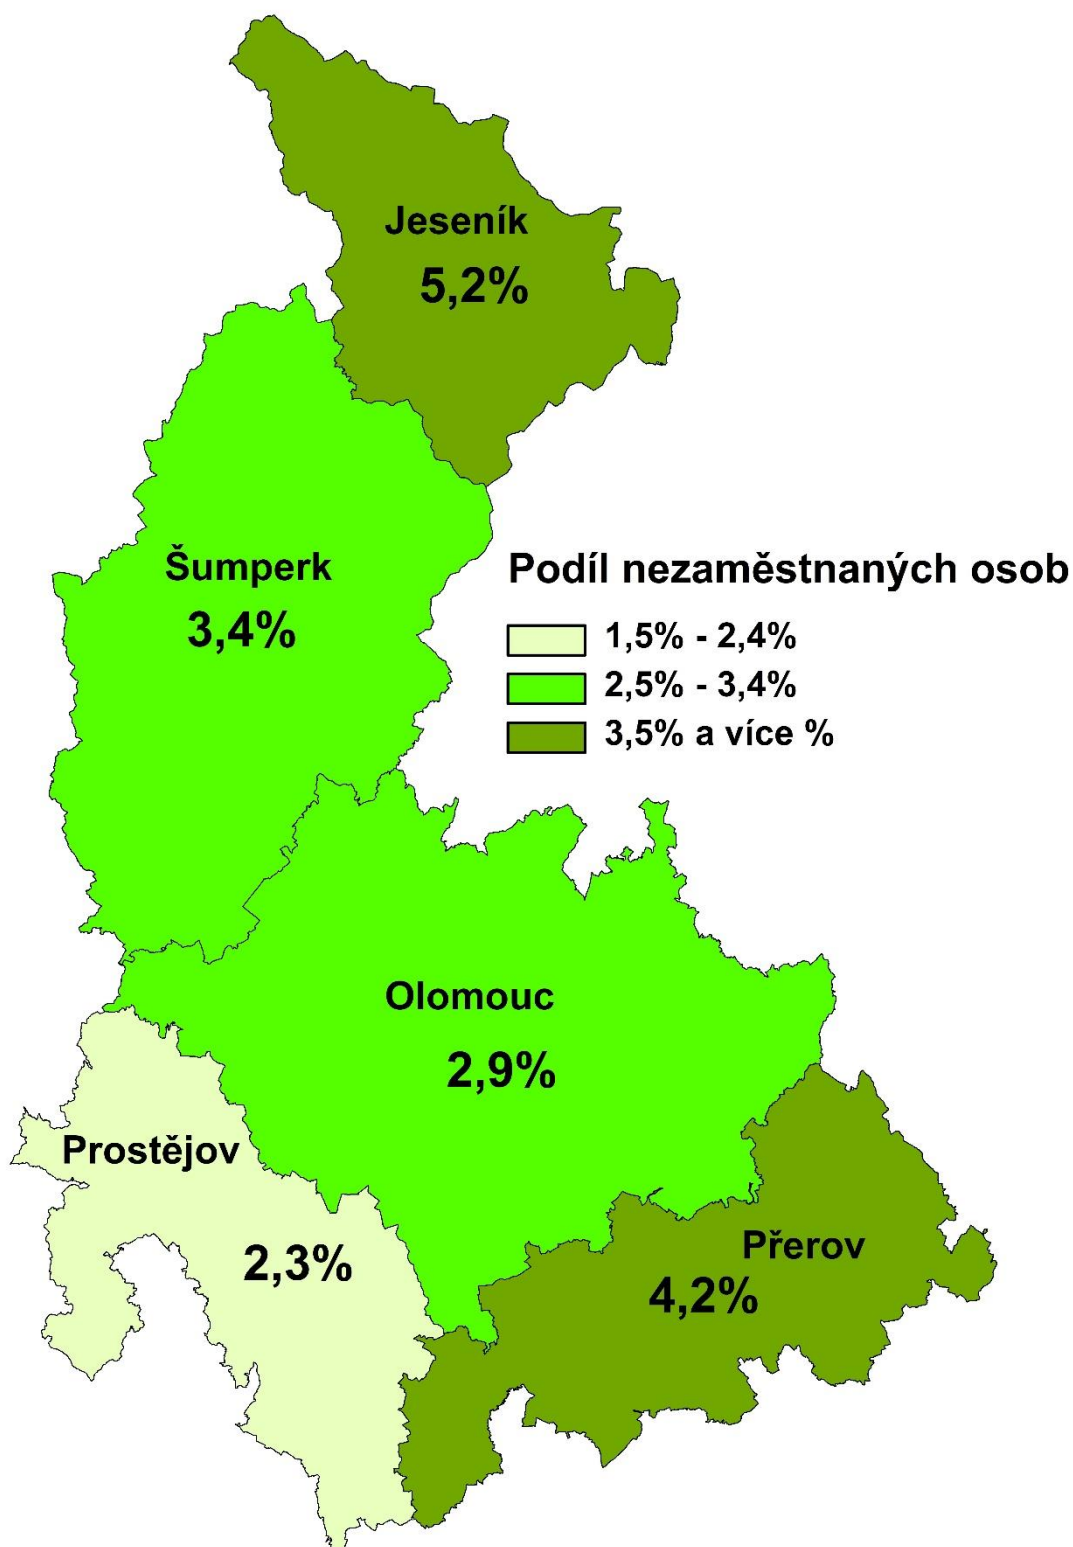 Jeseník
5,2%
Šumperk
3,4%
Podíl nezaměstnaných osob
1,5% - 2,4%
2,5% - 3,4%
3,5% a více %
Olomouc
2,9%
Prostějov
2,3%
Přerov
4,2%